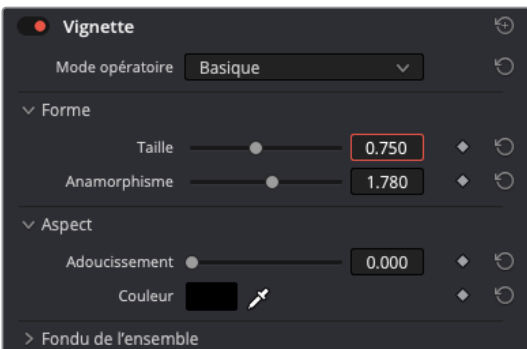 Vignette
Mode opératoire Basique
Forme
Taille 0.750
Anamorphisme 1.780
Aspect
Adoucissement 0.000
Couleur
Fondu de l'ensemble